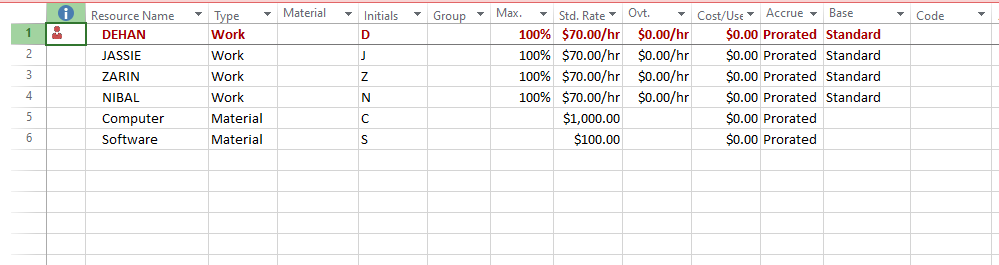 Resource Name Type Material Initials Group Max. Std. Rate Ovt. Cost/Use Accrue Base Code
1 DEHAN Work D 100% $70.00/hr $0.00/hr $0.00 Prorated Standard
2 JASSIE Work J 100% $70.00/hr $0.00/hr $0.00 Prorated Standard
3 ZARIN Work Z 100% $70.00/hr $0.00/hr $0.00 Prorated Standard
4 NIBAL Work N 100% $70.00/hr $0.00/hr $0.00 Prorated Standard
5 Computer Material C $1,000.00 $0.00 Prorated
6 Software Material S $100.00 $0.00 Prorated